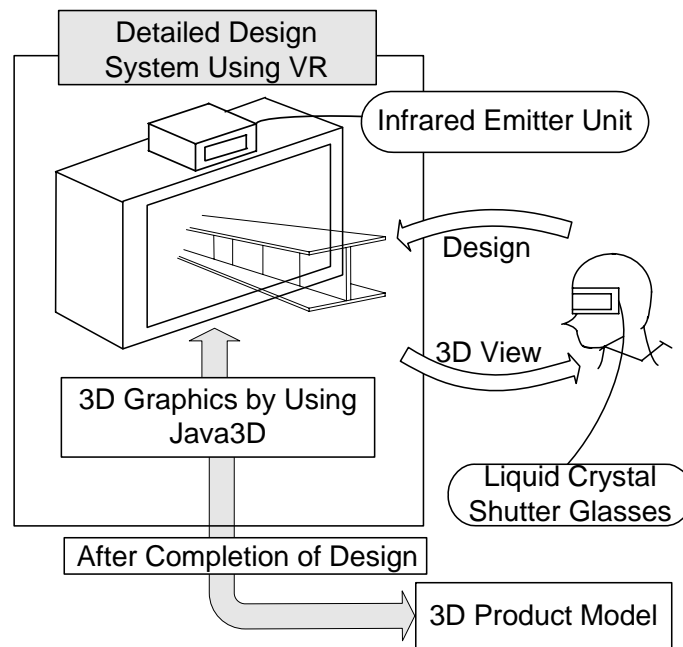 Detailed Design
System Using VR
Infrared Emitter Unit
Design
3D View
3D Graphics by Using
Java3D
Liquid Crystal
Shutter Glasses
After Completion of Design
3D Product Model